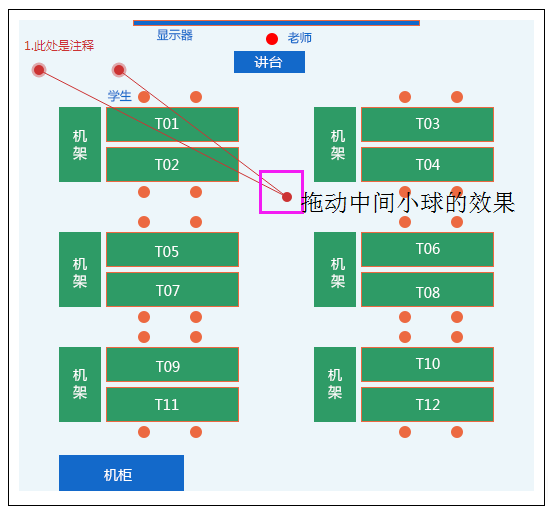 显示器
老师
1.此处是注释
讲台
学生
机架
T01
T02
机架
T03
T04
拖动中间小球的效果
机架
T05
T07
机架
T06
T08
机架
T09
T11
机架
T10
T12
机柜